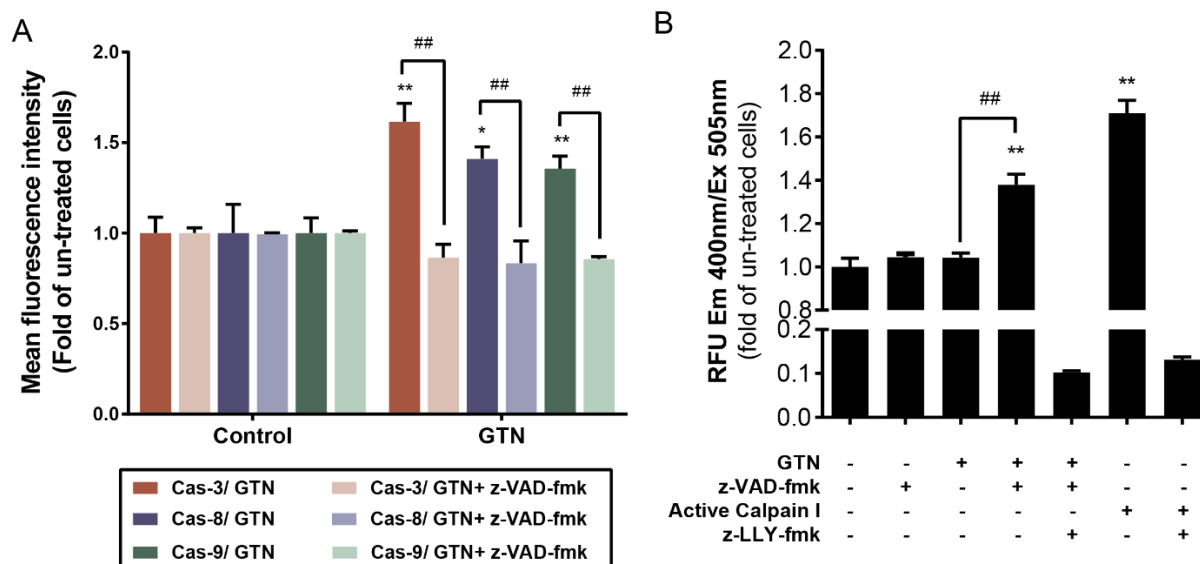 A
Mean fluorescence intensity
(Fold of un-treated cells)
2.0
1.5
1.0
0.5
0.0
##
**
##
*
##
**
Control
GTN
Cas-3/ GTN
Cas-3/ GTN+ z-VAD-fmk
Cas-8/ GTN
Cas-8/ GTN+ z-VAD-fmk
Cas-9/ GTN
Cas-9/ GTN+ z-VAD-fmk
B
RFU Em 400nm/Ex 505nm
(fold of un-treated cells)
2.0
1.8
1.6
1.4
1.2
1.0
0.8
0.2
0.1
0.0
##
**
**
GTN - - + + + - -
z-VAD-fmk - + - + + - -
Active Calpain I - - - - - + +
z-LLY-fmk - - - - + - +